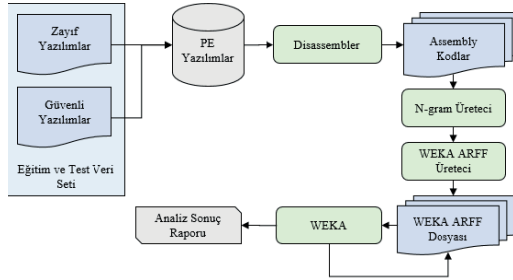 Zayıf
Yazılımlar
Güvenli
Yazılımlar
Eğitim ve Test Veri
Seti
PE
Yazılımlar
Disassembler
Assembly
Kodlar
N-gram Üreteci
WEKA ARFF
Üreteci
WEKA ARFF
Dosyası
WEKA
Analiz Sonuç
Raporu